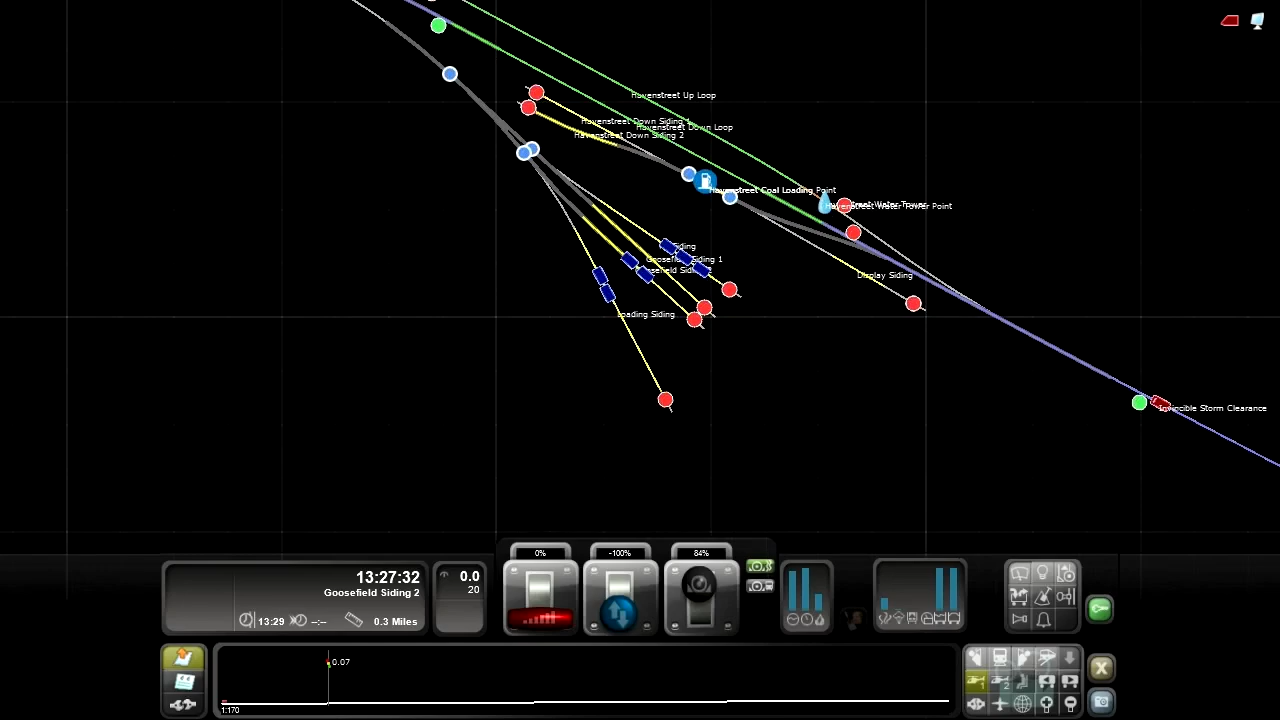 Havenstreet Up Loop
Havenstreet Down Siding 1
Havenstreet Down Loop
Havenstreet Down Siding 2
Havenstreet Coal Loading Point
Havenstreet Water Tower Point
Siding
Goosefield Siding 1
Display Siding
Loading Siding
Invincible Storm Clearance
0%
-100%
84%
13:27:32
Goosefield Siding 2
13:29
--:--
0.3 Miles
0.0
20
0.07
1:170
1
2